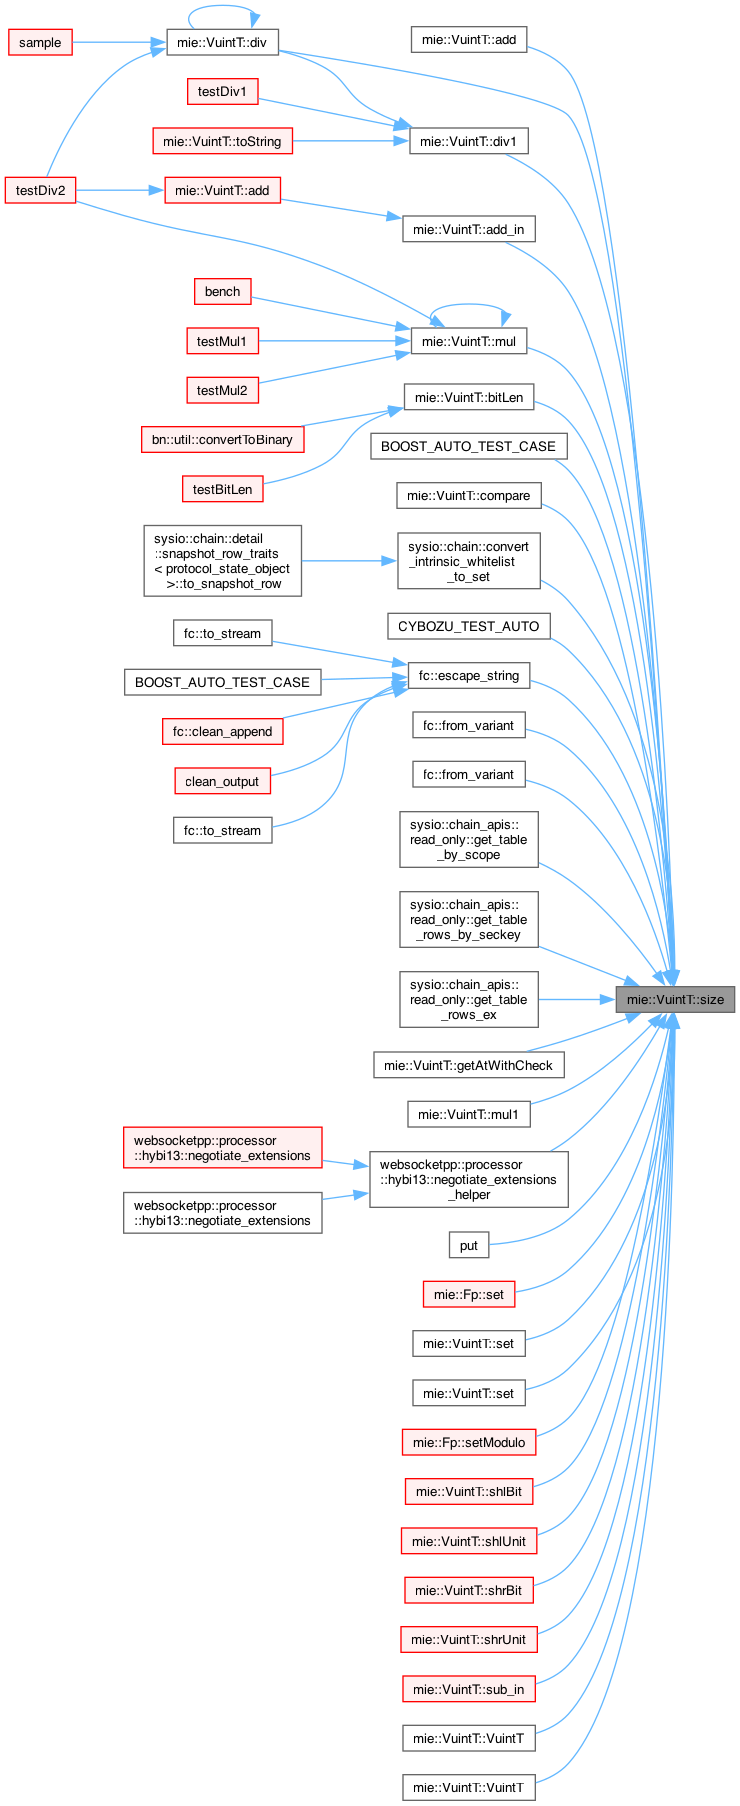 mie::VuintT::add
sample
mie::VuintT::div
testDiv1
mie::VuintT::toString
mie::VuintT::div1
testDiv2
mie::VuintT::add
mie::VuintT::add_in
bench
testMul1
mie::VuintT::mul
testMul2
mie::VuintT::bitLen
bn::util::convertToBinary
BOOST_AUTO_TEST_CASE
testBitLen
mie::VuintT::compare
sysio::chain::detail
::snapshot_row_traits
< protocol_state_object
>::to_snapshot_row
sysio::chain::convert
_intrinsic_whitelist
_to_set
CYBOZU_TEST_AUTO
fc::to_stream
BOOST_AUTO_TEST_CASE
fc::escape_string
fc::clean_append
fc::from_variant
clean_output
fc::from_variant
fc::to_stream
sysio::chain_apis::
read_only::get_table
_by_scope
sysio::chain_apis::
read_only::get_table
_rows_by_seckey
sysio::chain_apis::
read_only::get_table
_rows_ex
mie::VuintT::size
mie::VuintT::getAtWithCheck
mie::VuintT::mul1
websocketpp::processor
::hybi13::negotiate_extensions
websocketpp::processor
::hybi13::negotiate_extensions
_helper
websocketpp::processor
::hybi13::negotiate_extensions
put
mie::Fp::set
mie::VuintT::set
mie::VuintT::set
mie::Fp::setModulo
mie::VuintT::shlBit
mie::VuintT::shlUnit
mie::VuintT::shrBit
mie::VuintT::shrUnit
mie::VuintT::sub_in
mie::VuintT::VuintT
mie::VuintT::VuintT